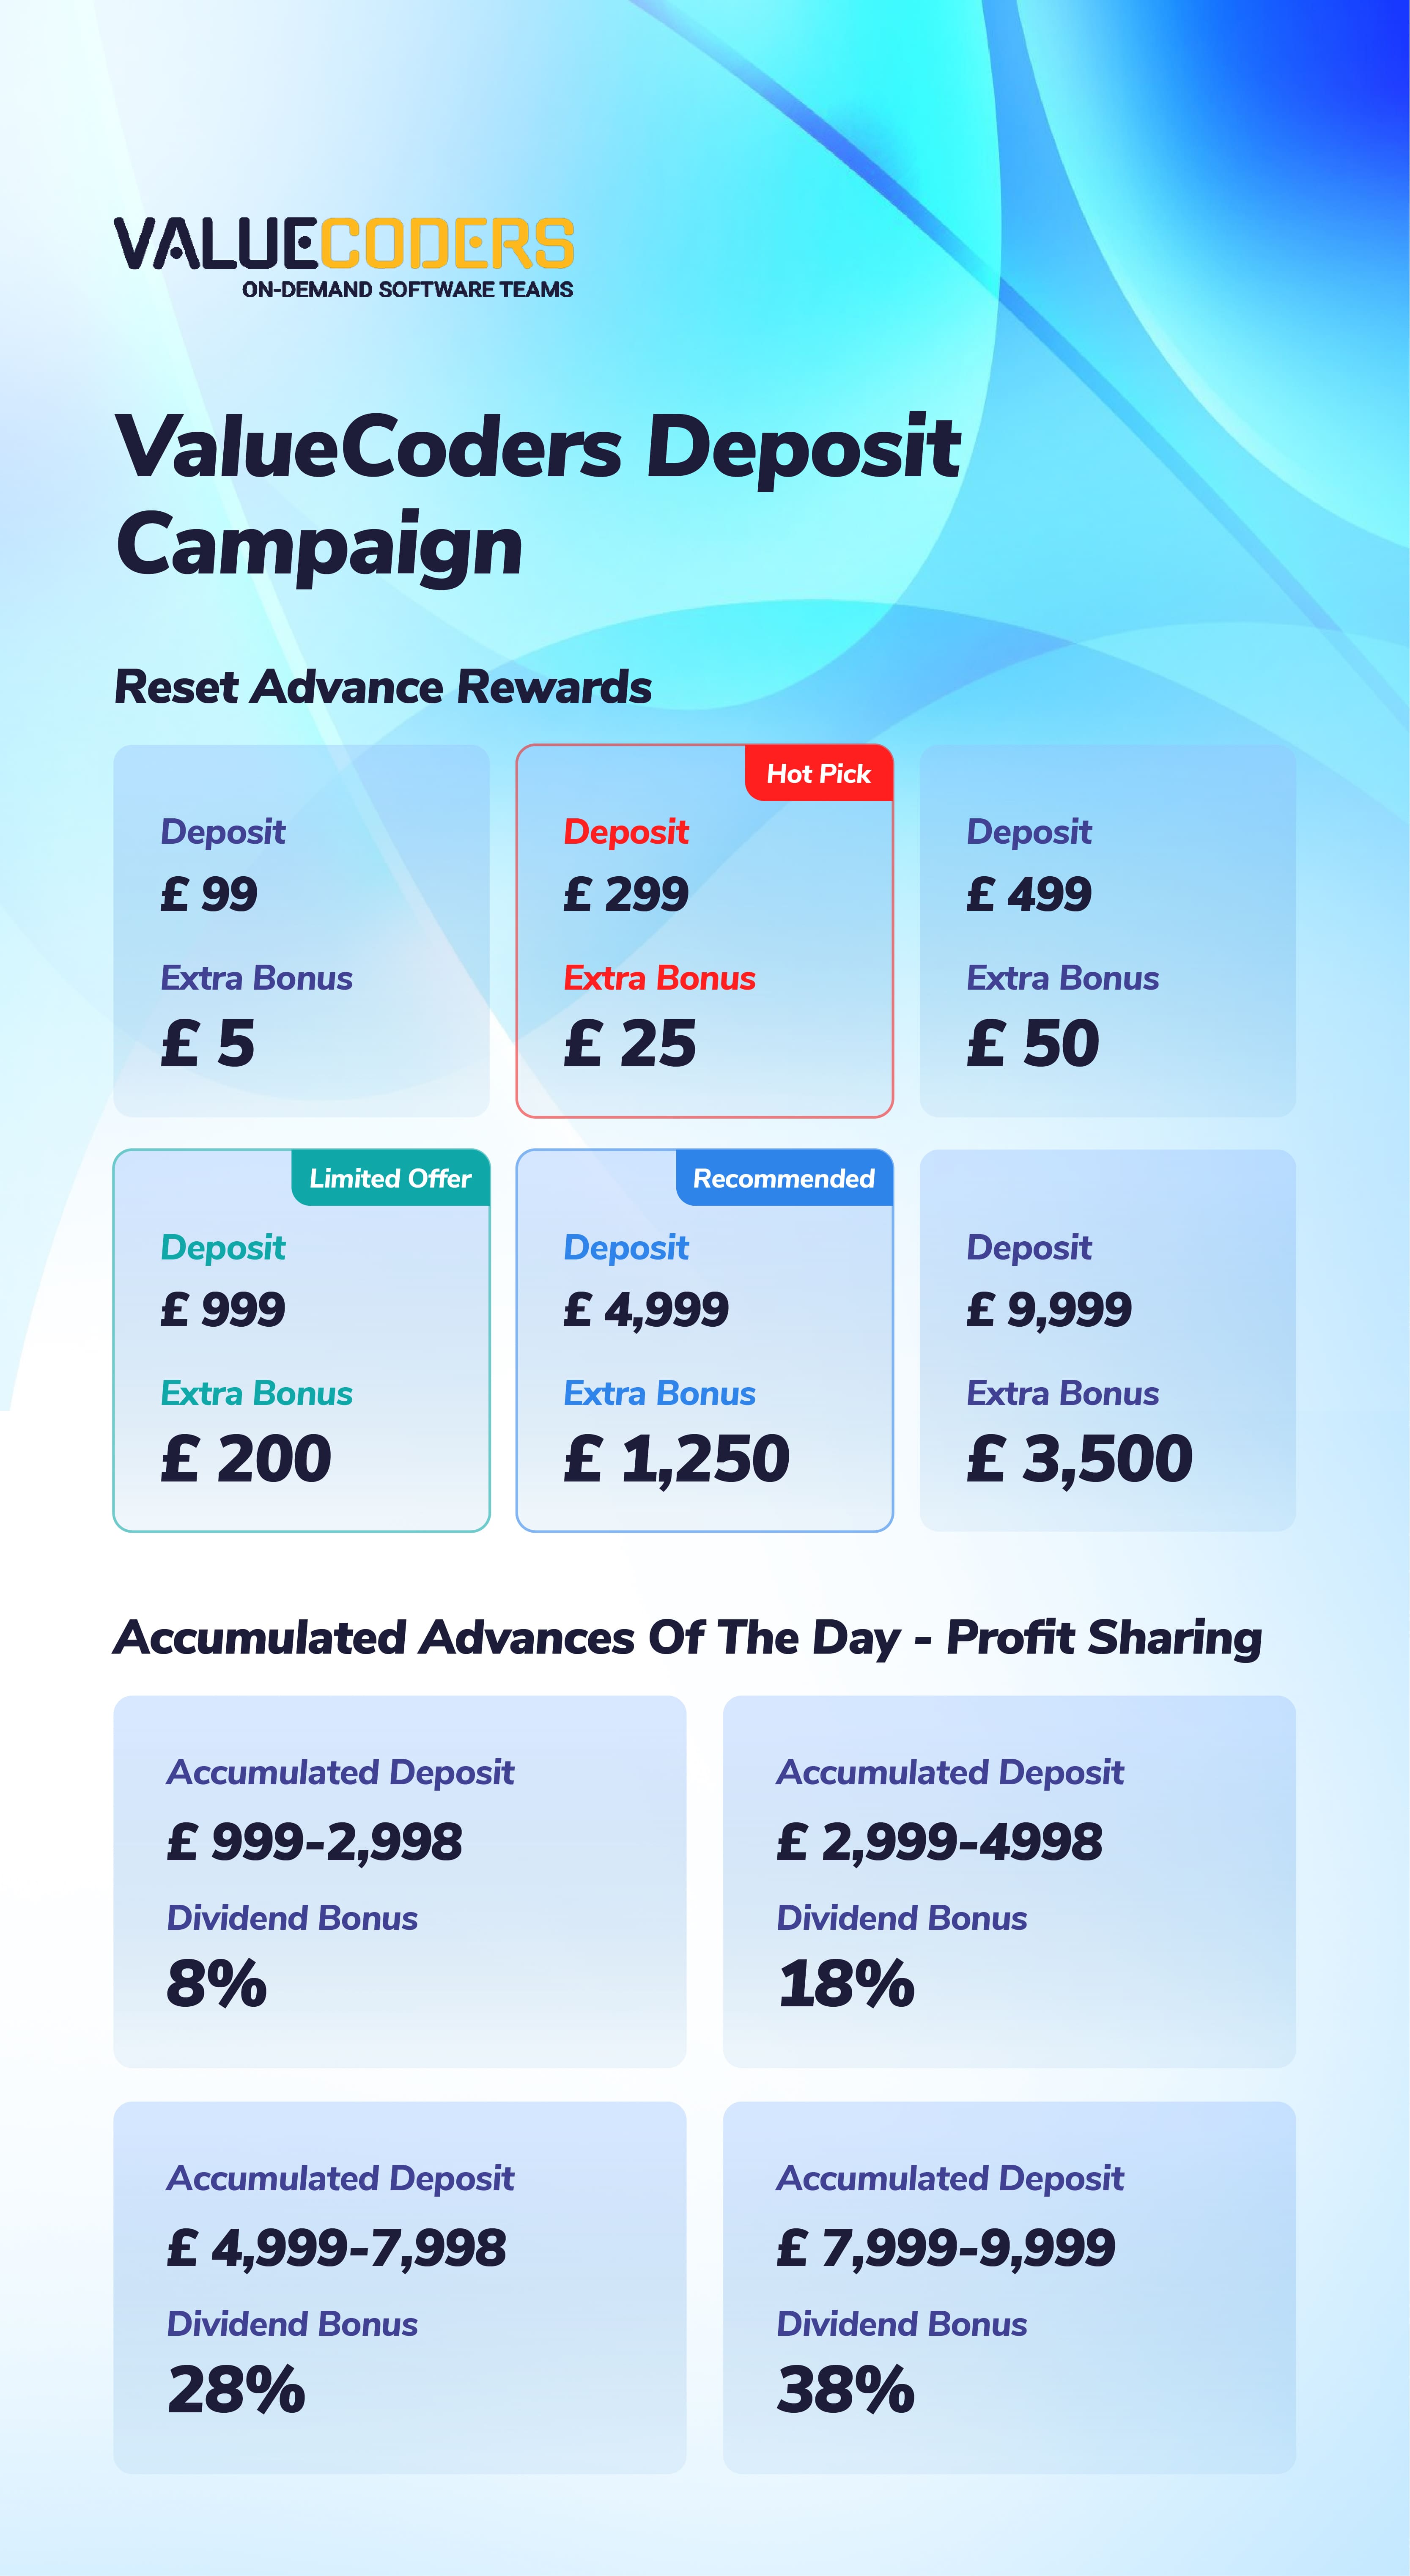 VALUECODERS
ON-DEMAND SOFTWARE TEAMS
ValueCoders Deposit
Campaign
Reset Advance Rewards
Deposit
£ 99
Extra Bonus
£ 5
Hot Pick
Deposit
£ 299
Extra Bonus
£ 25
Deposit
£ 499
Extra Bonus
£ 50
Limited Offer
Deposit
£ 999
Extra Bonus
£ 200
Recommended
Deposit
£ 4,999
Extra Bonus
£ 1,250
Deposit
£ 9,999
Extra Bonus
£ 3,500
Accumulated Advances Of The Day - Profit Sharing
Accumulated Deposit
£ 999-2,998
Dividend Bonus
8%
Accumulated Deposit
£ 2,999-4998
Dividend Bonus
18%
Accumulated Deposit
£ 4,999-7,998
Dividend Bonus
28%
Accumulated Deposit
£ 7,999-9,999
Dividend Bonus
38%